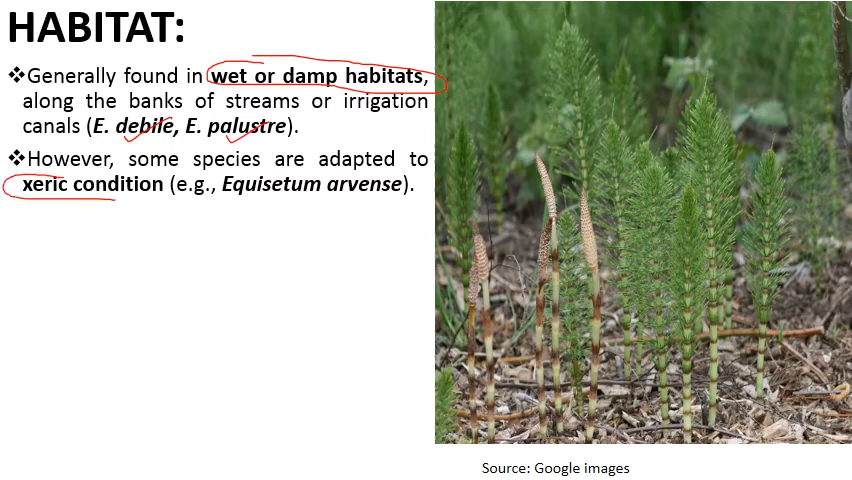 HABITAT:
❖Generally found in wet or damp habitats,
along the banks of streams or irrigation
canals (E. debile, E. palustre).
❖However, some species are adapted to
xeric condition (e.g., Equisetum arvense).
Source: Google images